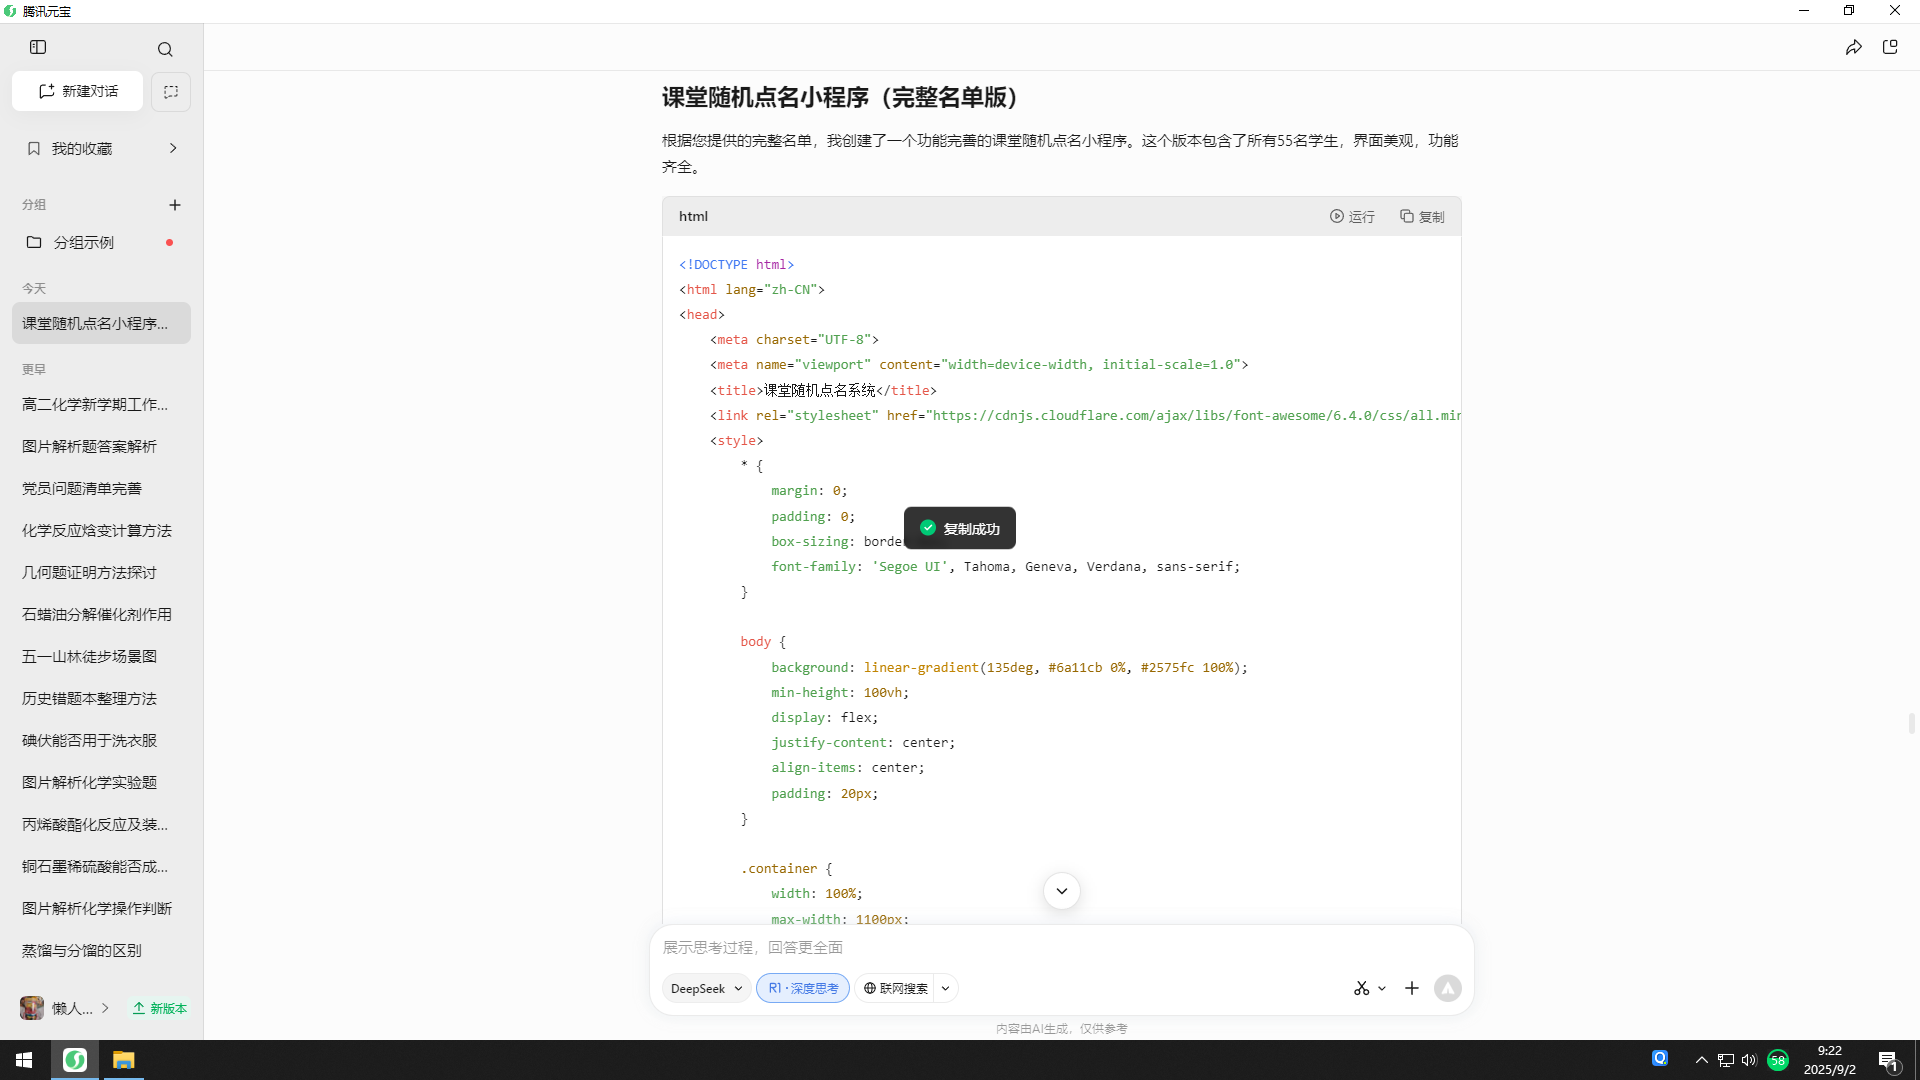 腾讯元宝
新建对话
我的收藏
分组
分组示例
今天
课堂随机点名小程序...
更早
高二化学新学期工作...
图片解析题答案解析
党员问题清单完善
化学反应焓变计算方法
几何题证明方法探讨
石蜡油分解催化剂作用
五一山林徒步场景图
历史错题本整理方法
碘伏能否用于洗衣服
图片解析化学实验题
丙烯酸酯化反应及装...
铜石墨稀硫酸能否成...
图片解析化学操作判断
蒸馏与分馏的区别
懒人...
新版本
课堂随机点名小程序（完整名单版）
根据您提供的完整名单，我创建了一个功能完善的课堂随机点名小程序。这个版本包含了所有55名学生，界面美观，功能
齐全。
html
运行
复制
<!DOCTYPE html>
<html lang="zh-CN">
<head>
<meta charset="UTF-8">
<meta name="viewport" content="width=device-width, initial-scale=1.0">
<title>课堂随机点名系统</title>
<link rel="stylesheet" href="https://cdnjs.cloudflare.com/ajax/libs/font-awesome/6.4.0/css/all.min
<style>
* {
margin: 0;
padding: 0;
box-sizing: border
font-family: 'Segoe UI', Tahoma, Geneva, Verdana, sans-serif;
}
复制成功
body {
background: linear-gradient(135deg, #6a11cb 0%, #2575fc 100%);
min-height: 100vh;
display: flex;
justify-content: center;
align-items: center;
padding: 20px;
}
.container {
width: 100%;
max-width: 1100px;
展示思考过程，回答更全面
DeepSeek
R1·深度思考
联网搜索
内容由AI生成，仅供参考
58
9:22
2025/9/2
1